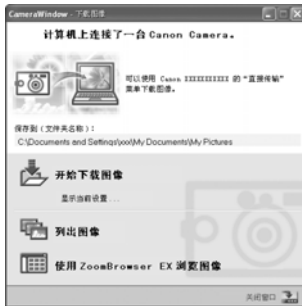 CameraWindow - 下载图像
计算机上连接了一台 Canon Camera。
可以使用 Canon IXXXXXXXXXX 的“直接传输”
菜单下载图像。
保存到(文件夹名称):
C:\Documents and Settings\xxx\My Documents\My Pictures
开始下载图像
显示当前设置...
列出图像
使用 ZoomBrowser EX 浏览图像
关闭窗口